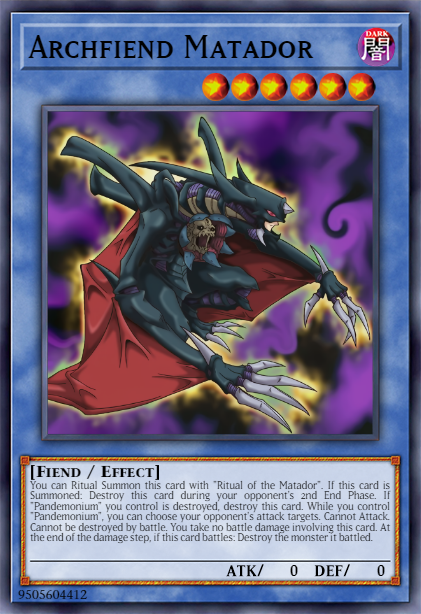 Archfiend Matador
DARK
闇
[Fiend / Effect]
You can Ritual Summon this card with "Ritual of the Matador". If this card is
Summoned: Destroy this card during your opponent's 2nd End Phase. If
"Pandemonium" you control is destroyed, destroy this card. While you control
"Pandemonium", you can choose your opponent's attack targets. Cannot Attack.
Cannot be destroyed by battle. You take no battle damage involving this card. At
the end of the damage step, if this card battles: Destroy the monster it battled.
ATK/ 0 DEF/ 0
9505604412